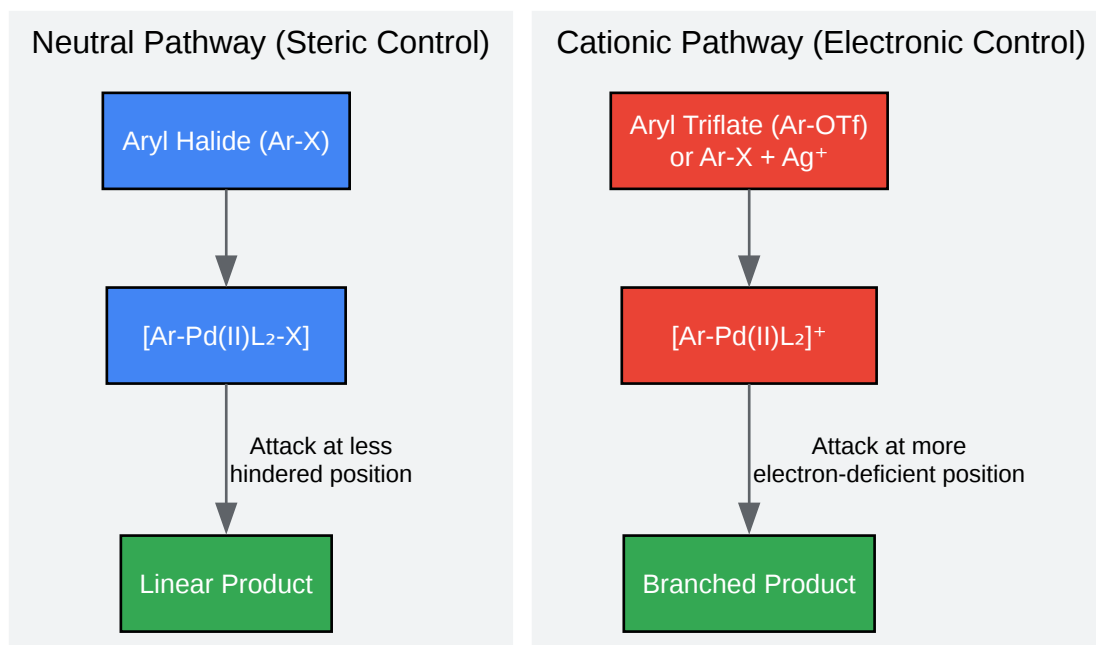 Neutral Pathway (Steric Control)
Aryl Halide (Ar-X)
[Ar-Pd(II)L₂-X]
Attack at less
hindered position
Linear Product
Cationic Pathway (Electronic Control)
Aryl Triflate (Ar-OTf)
or Ar-X + Ag⁺
[Ar-Pd(II)L₂]⁺
Attack at more
electron-deficient position
Branched Product